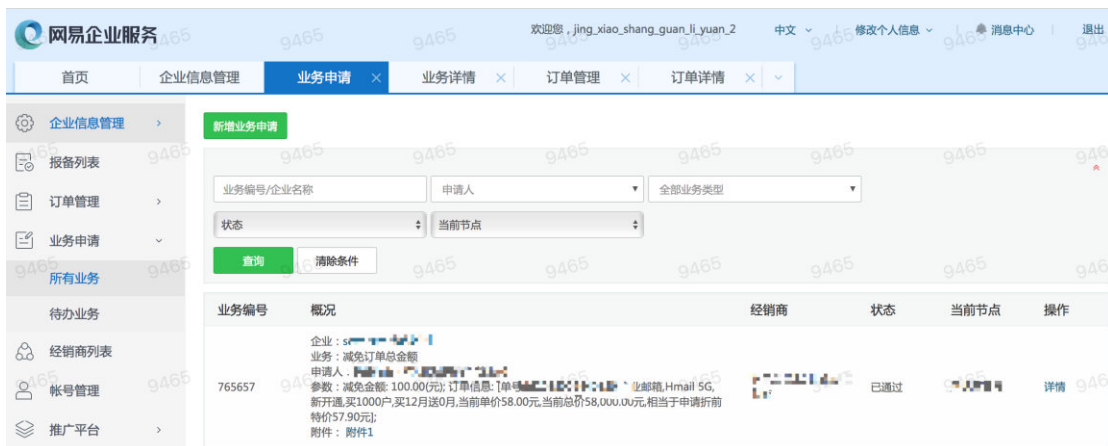 网易企业服务
欢迎您，jing_xiao_shang_guan_li_yuan_2
中文
修改个人信息
消息中心
退出
首页
企业信息管理
业务申请
业务详情
订单管理
订单详情
企业信息管理
报备列表
订单管理
业务申请
所有业务
待办业务
经销商列表
帐号管理
推广平台
新增业务申请
业务编号/企业名称
申请人
全部业务类型
状态
当前节点
查询
清除条件
业务编号
概况
经销商
状态
当前节点
操作
765657
企业：
业务：减免订单总金额
申请人：
参数：减免金额: 100.00(元); 订单信息: [单号 业邮箱,Hmail 5G,
新开通,买1000户,买12月送0月,当前单价58.00元,当前总价58,000.00元,相当于申请折前
特价57.90元];
附件： 附件1
已通过
详情
9465